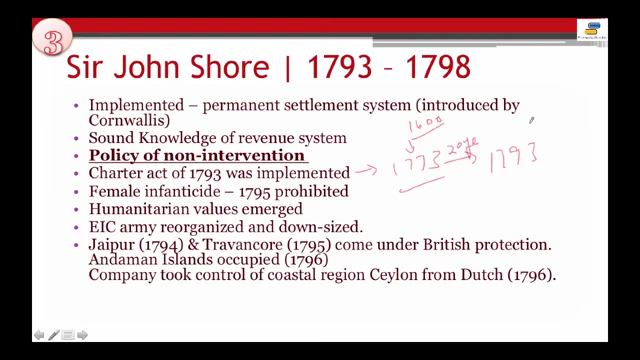 3
Sir John Shore | 1793 – 1798
Implemented – permanent settlement system (introduced by
Cornwallis)
Sound Knowledge of revenue system
Policy of non-intervention
Charter act of 1793 was implemented
Female infanticide – 1795 prohibited
Humanitarian values emerged
EIC army reorganized and down-sized.
Jaipur (1794) & Travancore (1795) come under British protection.
Andaman Islands occupied (1796)
Company took control of coastal region Ceylon from Dutch (1796).
1600
1773 20 1793